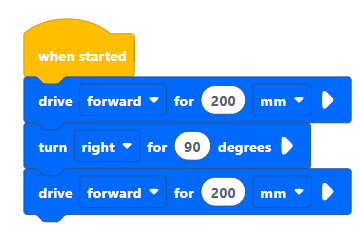 when started
drive forward for 200 mm
turn right for 90 degrees
drive forward for 200 mm